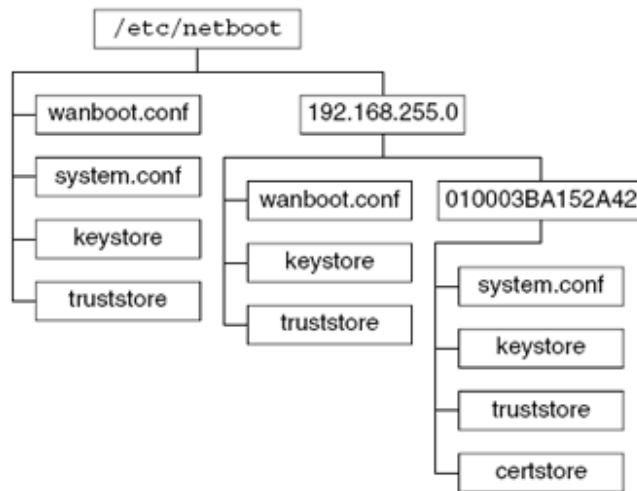 /etc/netboot
wanboot.conf
system.conf
keystore
truststore
192.168.255.0
wanboot.conf
keystore
truststore
010003BA152A42
system.conf
keystore
truststore
certstore